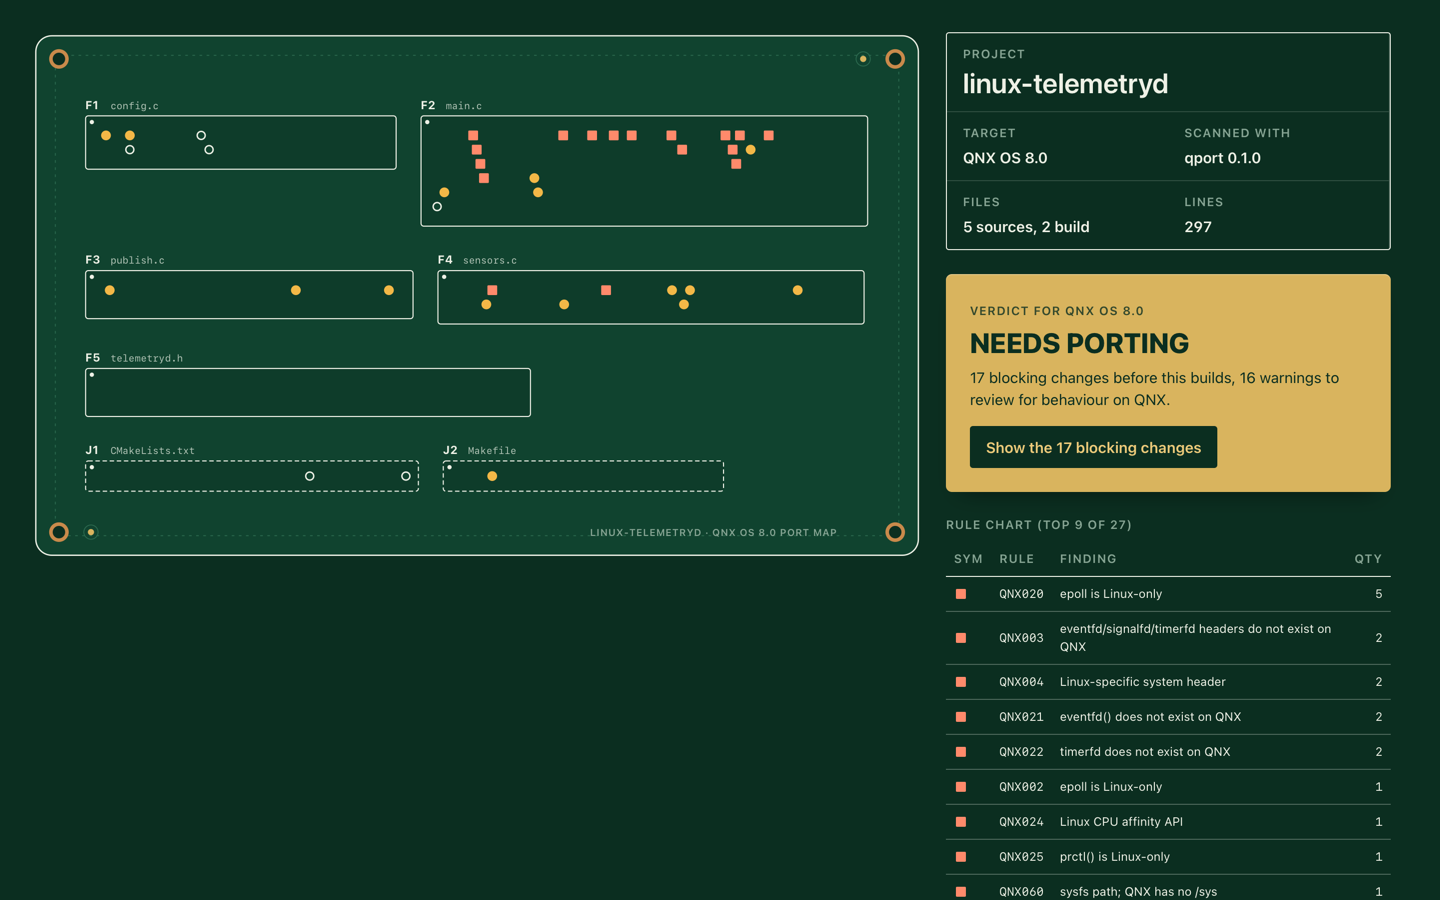 F1 config.c
F2 main.c
F3 publish.c
F4 sensors.c
F5 telemetryd.h
J1 CMakeLists.txt
J2 Makefile
LINUX-TELEMETRYD · QNX OS 8.0 PORT MAP
PROJECT
linux-telemetryd
TARGET
QNX OS 8.0
SCANNED WITH
qport 0.1.0
FILES
5 sources, 2 build
LINES
297
VERDICT FOR QNX OS 8.0
NEEDS PORTING
17 blocking changes before this builds, 16 warnings to
review for behaviour on QNX.
Show the 17 blocking changes
RULE CHART (TOP 9 OF 27)
SYM RULE FINDING QTY
QNX020 epoll is Linux-only 5
QNX003 eventfd/signalfd/timerfd headers do not exist on
QNX 2
QNX004 Linux-specific system header 2
QNX021 eventfd() does not exist on QNX 2
QNX022 timerfd does not exist on QNX 2
QNX002 epoll is Linux-only 1
QNX024 Linux CPU affinity API 1
QNX025 prctl() is Linux-only 1
QNX060 sysfs path; QNX has no /sys 1